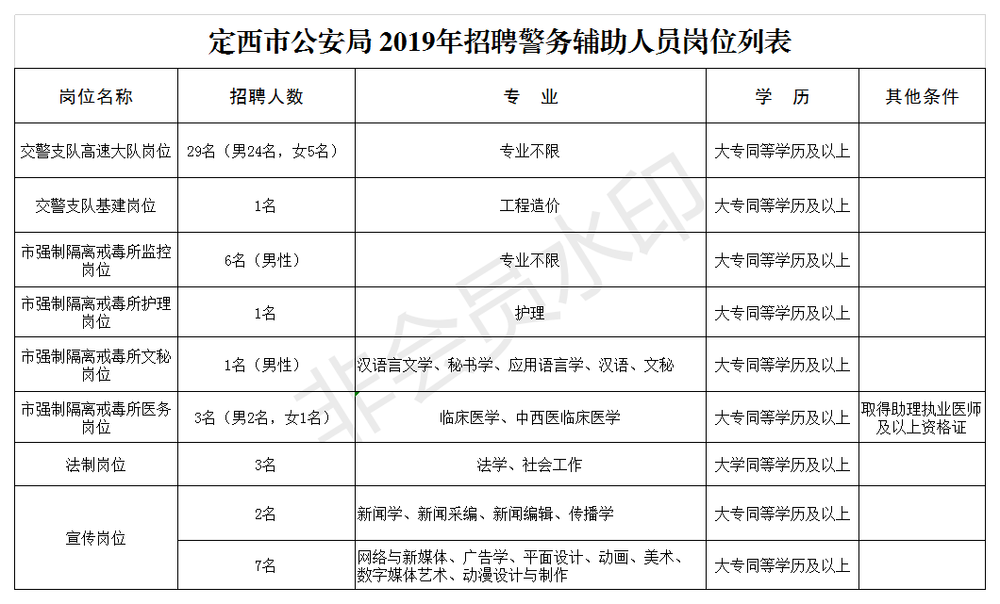 定西市公安局 2019年招聘警务辅助人员岗位列表
岗位名称 招聘人数 专 业 学 历 其他条件
交警支队高速大队岗位 29名（男24名，女5名） 专业不限 大专同等学历及以上
交警支队基建岗位 1名 工程造价 大专同等学历及以上
市强制隔离戒毒所监控
岗位 6名（男性） 专业不限 大专同等学历及以上
市强制隔离戒毒所护理
岗位 1名 护理 大专同等学历及以上
市强制隔离戒毒所文秘
岗位 1名（男性） 汉语言文学、秘书学、应用语言学、汉语、文秘 大专同等学历及以上
市强制隔离戒毒所医务
岗位 3名（男2名，女1名） 临床医学、中西医临床医学 大专同等学历及以上 取得助理执业医师
及以上资格证
法制岗位 3名 法学、社会工作 大学同等学历及以上
宣传岗位 2名 新闻学、新闻采编、新闻编辑、传播学 大专同等学历及以上
7名 网络与新媒体、广告学、平面设计、动画、美术、
数字媒体艺术、动漫设计与制作 大专同等学历及以上
非会员水印